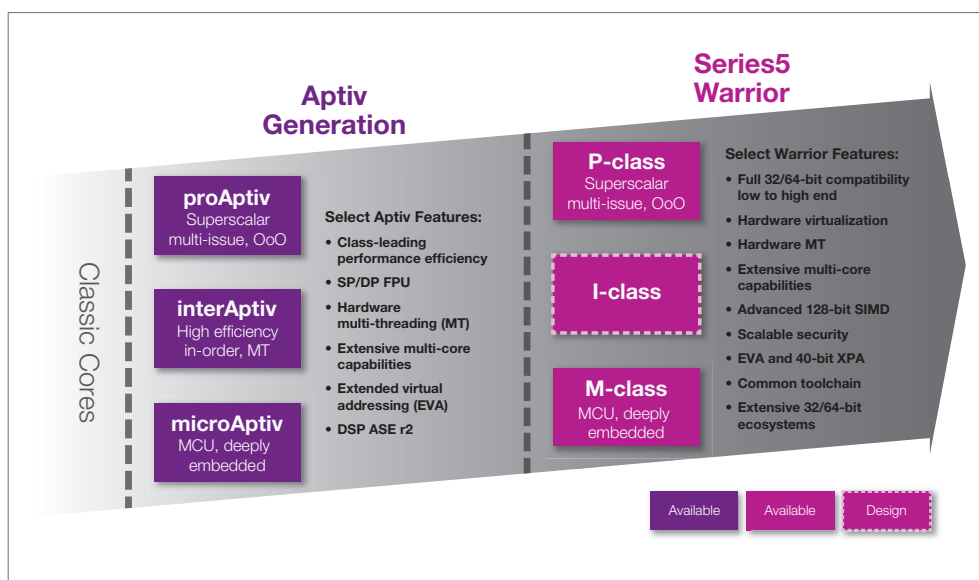 Series5
Warrior
Aptiv
Generation
Classic Cores
proAptiv
Superscalar
multi-issue, OoO
interAptiv
High efficiency
in-order, MT
microAptiv
MCU, deeply
embedded
Select Aptiv Features:
• Class-leading
performance efficiency
• SP/DP FPU
• Hardware
multi-threading (MT)
• Extensive multi-core
capabilities
• Extended virtual
addressing (EVA)
• DSP ASE r2
P-class
Superscalar
multi-issue, OoO
I-class
M-class
MCU, deeply
embedded
Select Warrior Features:
• Full 32/64-bit compatibility
low to high end
• Hardware virtualization
• Hardware MT
• Extensive multi-core
capabilities
• Advanced 128-bit SIMD
• Scalable security
• EVA and 40-bit XPA
• Common toolchain
• Extensive 32/64-bit
ecosystems
Available
Available
Design